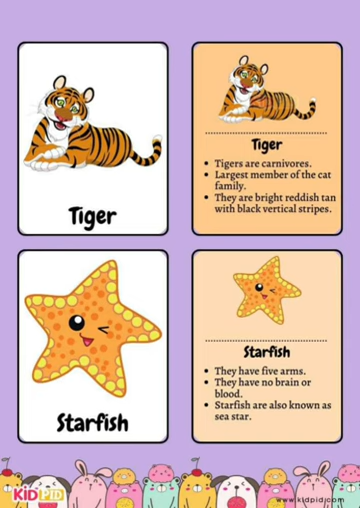 Tiger
Tiger
• Tigers are carnivores.
• Largest member of the cat
family.
• They are bright reddish tan
with black vertical stripes.
Starfish
Starfish
• They have five arms.
• They have no brain or
blood.
• Starfish are also known as
sea star.
KIDPID
www.kidpid.com